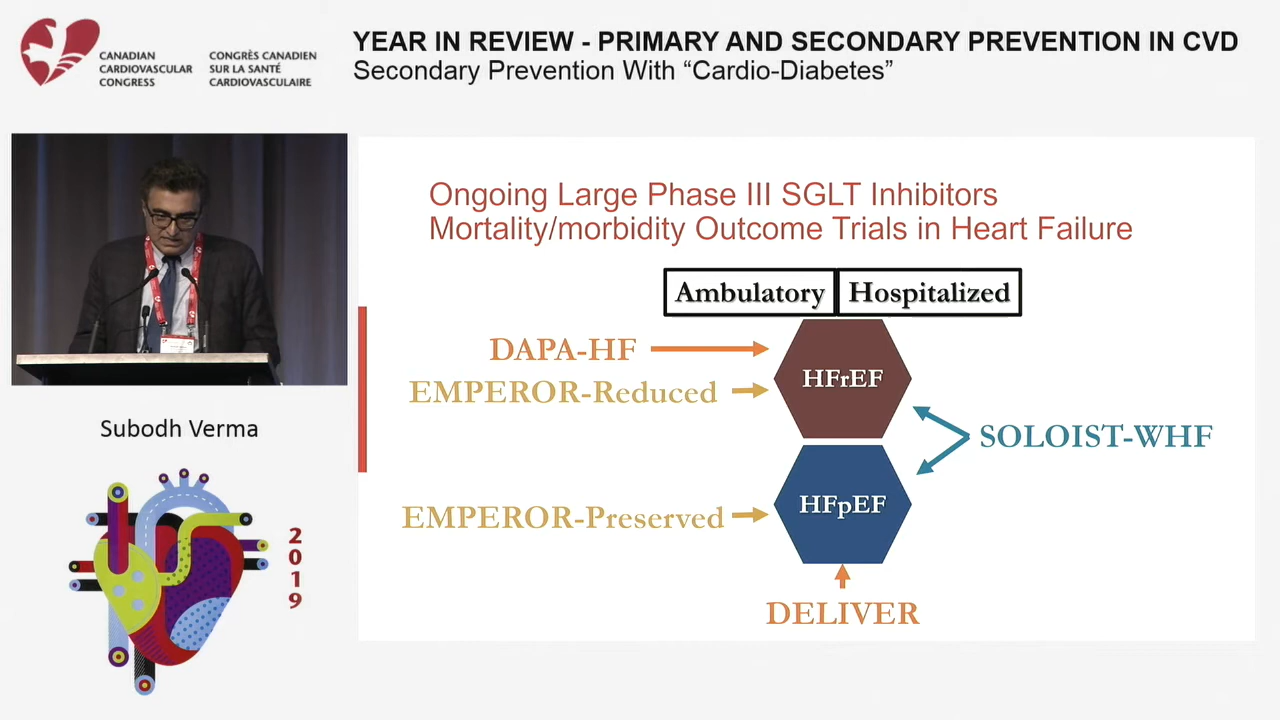 CANADIAN
CARDIOVASCULAR
CONGRESS
CONGRÈS CANADIEN
SUR LA SANTÉ
CARDIOVASCULAIRE
YEAR IN REVIEW - PRIMARY AND SECONDARY PREVENTION IN CVD
Secondary Prevention With “Cardio-Diabetes”
Ongoing Large Phase III SGLT Inhibitors
Mortality/morbidity Outcome Trials in Heart Failure
Ambulatory
Hospitalized
DAPA-HF
EMPEROR-Reduced
HFrEF
SOLOIST-WHF
EMPEROR-Preserved
HFpEF
DELIVER
Subodh Verma
2019